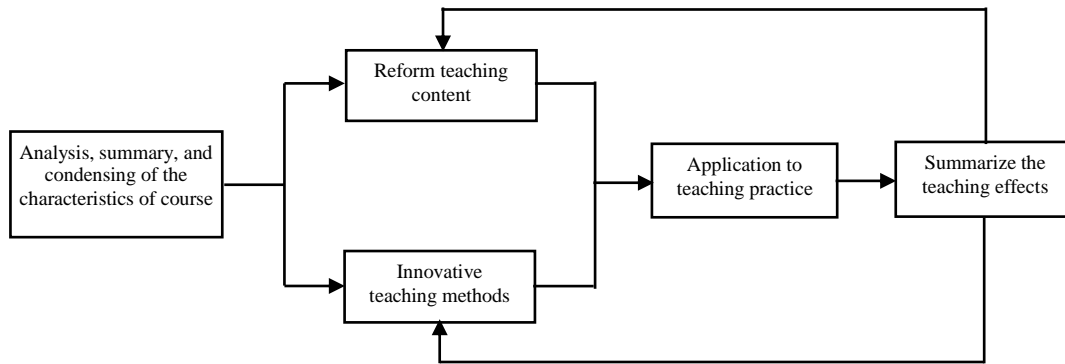 Reform teaching
content
Analysis, summary, and
condensing of the
characteristics of course
Application to
teaching practice
Summarize the
teaching effects
Innovative
teaching methods